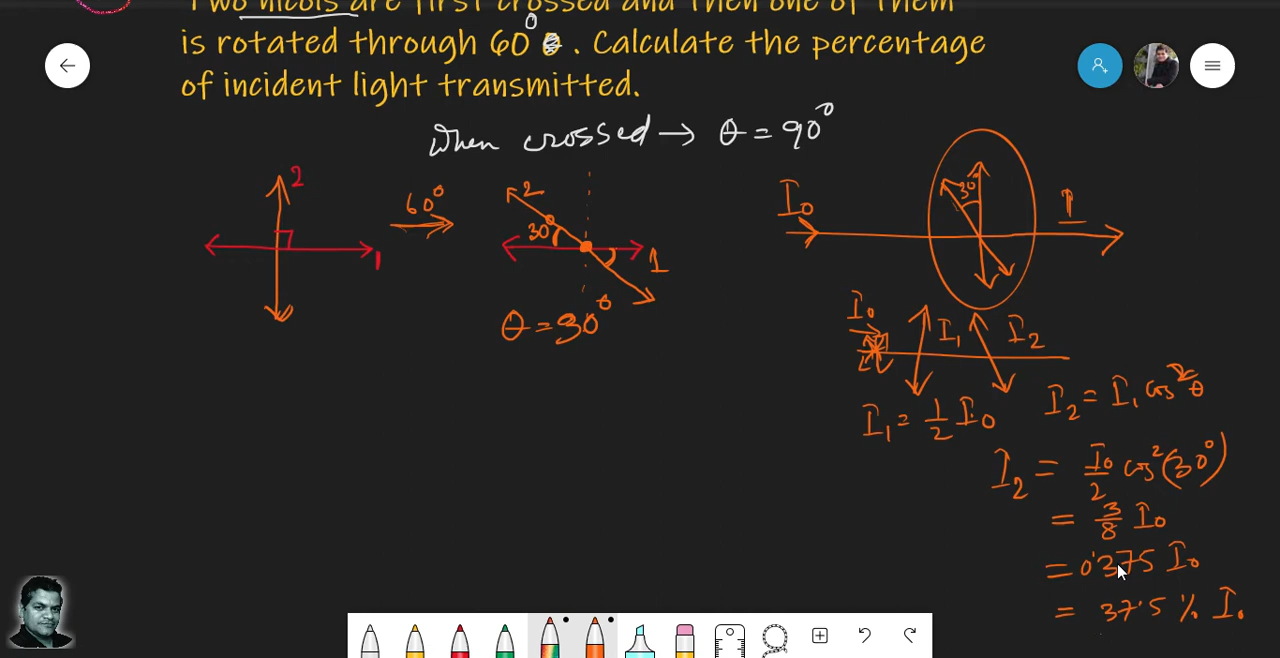 Two nicols are first crossed and then one of them
is rotated through 60° . Calculate the percentage
of incident light transmitted.
When crossed → θ = 90°
2
1
60°
2
30°
1
θ = 30°
I₀
30°
I
I₀
I₁
I₂
I₁ = 1/2 I₀
I₂ = I₁ cos²θ
I₂ = I₀/2 cos²(30°)
= 3/8 I₀
= 0.375 I₀
= 37.5 % I₀